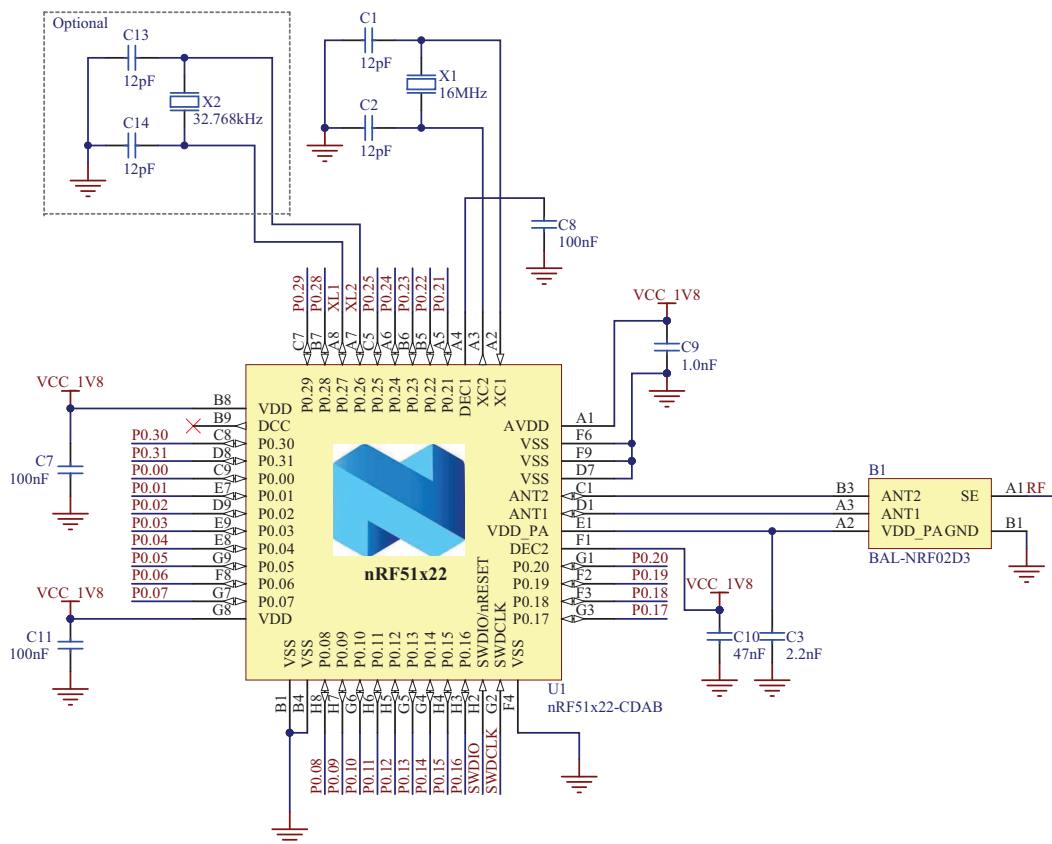 Optional
C13
12pF
X2
32.768kHz
C14
12pF
C1
12pF
X1
16MHz
C2
12pF
C8
100nF
P0.29
P0.28
XL1
XL2
P0.25
P0.24
P0.23
P0.22
P0.21
C7
B7
A8
A7
C5
A6
B6
B5
A5
A4
A3
A2
P0.29
P0.28
P0.27
P0.26
P0.25
P0.24
P0.23
P0.22
P0.21
DEC1
XC2
XC1
VCC_1V8
C9
1.0nF
VCC_1V8
C7
100nF
B8 VDD
B9 DCC
P0.30 C8 P0.30
P0.31 D8 P0.31
P0.00 C9 P0.00
P0.01 E7 P0.01
P0.02 D9 P0.02
P0.03 E9 P0.03
P0.04 E8 P0.04
P0.05 G9 P0.05
P0.06 F8 P0.06
P0.07 G7 P0.07
G8 VDD
VCC_1V8
C11
100nF
nRF51x22
AVDD A1
VSS F6
VSS F9
VSS D7
ANT2 C1
ANT1 D1
VDD_PA E1
DEC2 F1
P0.20 G1 P0.20
P0.19 F2 P0.19
P0.18 F3 P0.18
P0.17 G3 P0.17
B1
B3 ANT2 SE A1 RF
A3 ANT1
A2 VDD_PA GND B1
BAL-NRF02D3
VCC_1V8
C10
47nF
C3
2.2nF
VSS
VSS
P0.08
P0.09
P0.10
P0.11
P0.12
P0.13
P0.14
P0.15
P0.16
SWDIO/nRESET
SWDCLK
VSS
B1
B4
H8
H7
G6
H6
H5
G5
G4
H4
H3
H2
G2
F4
U1
nRF51x22-CDAB
P0.08
P0.09
P0.10
P0.11
P0.12
P0.13
P0.14
P0.15
P0.16
SWDIO
SWDCLK